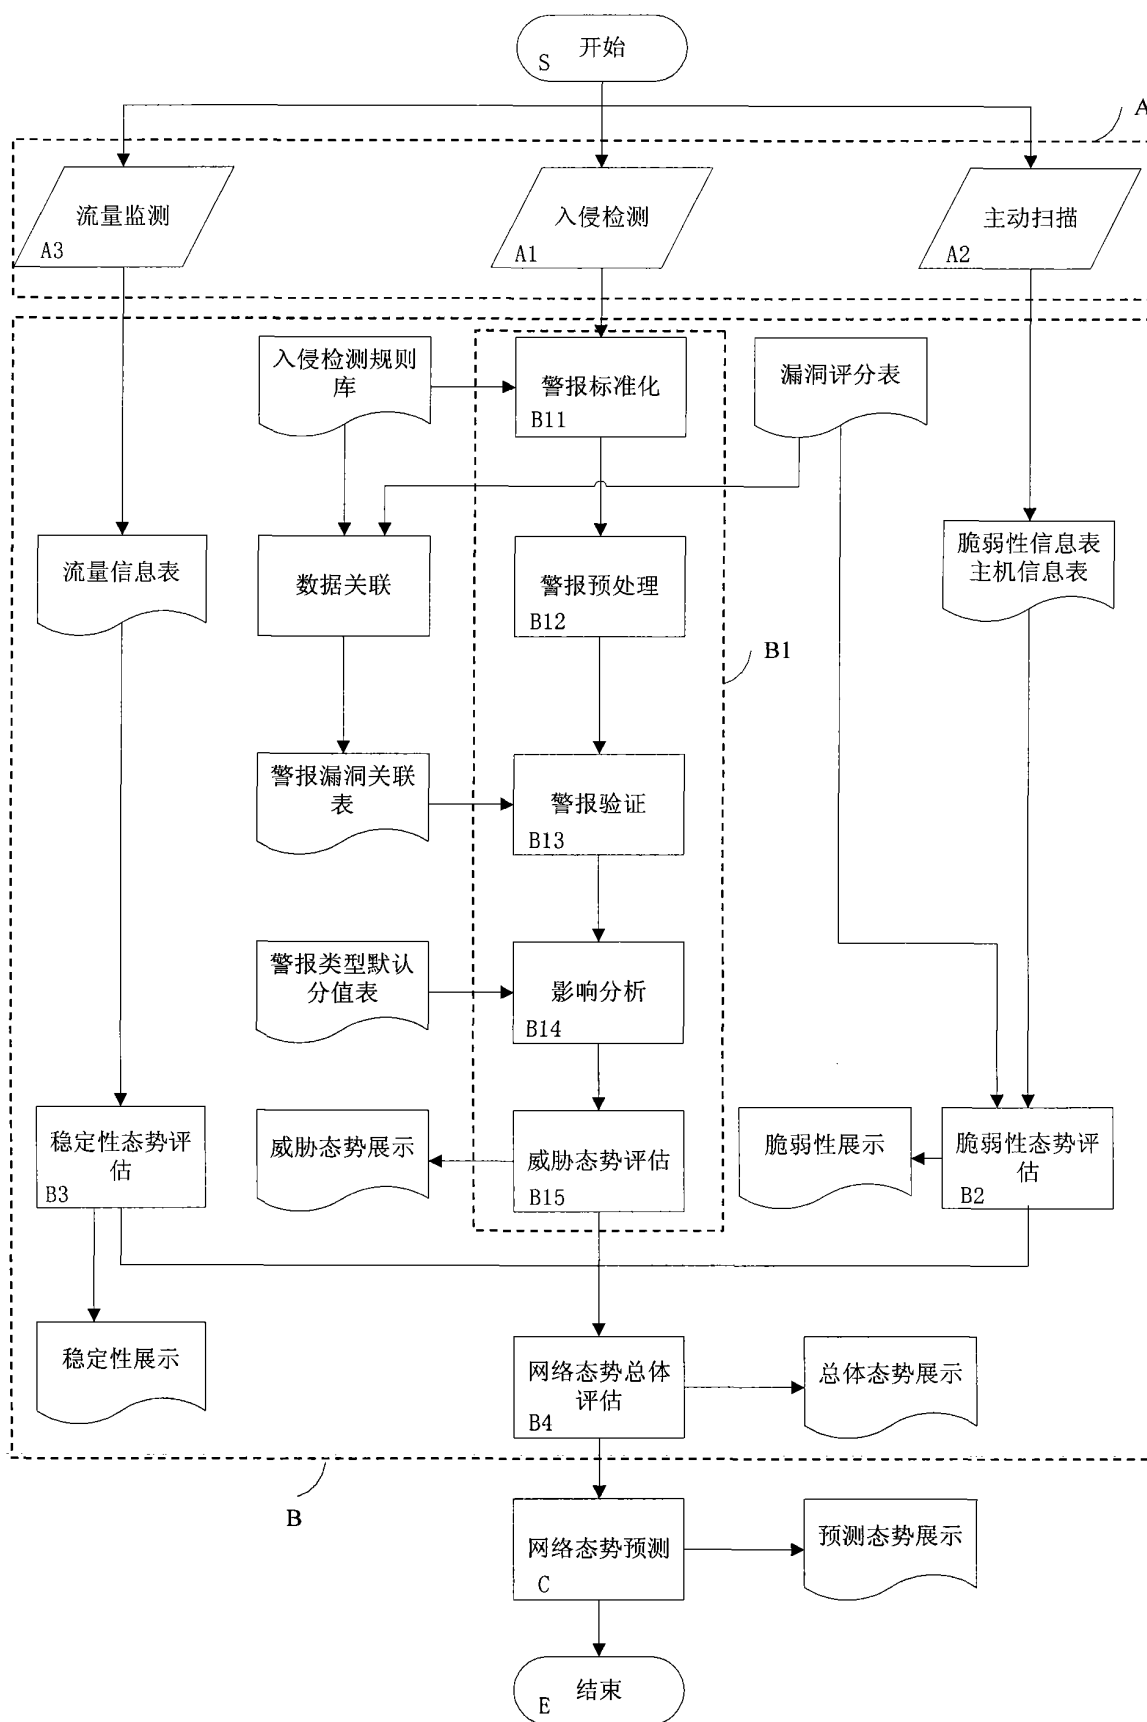 开始
S
A
流量监测
A3
入侵检测
A1
主动扫描
A2
入侵检测规则
库
警报标准化
B11
漏洞评分表
流量信息表
数据关联
警报预处理
B12
脆弱性信息表
主机信息表
B1
警报漏洞关联
表
警报验证
B13
警报类型默认
分值表
影响分析
B14
稳定性态势评
估
B3
威胁态势展示
威胁态势评估
B15
脆弱性展示
脆弱性态势评
估
B2
稳定性展示
网络态势总体
评估
B4
总体态势展示
B
网络态势预测
C
预测态势展示
结束
E